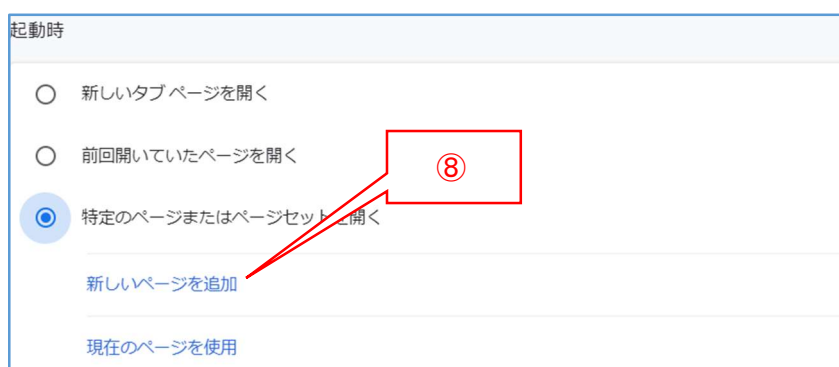 起動時
新しいタブ ページを開く
前回開いていたページを開く
⑧
特定のページまたはページセットを開く
新しいページを追加
現在のページを使用